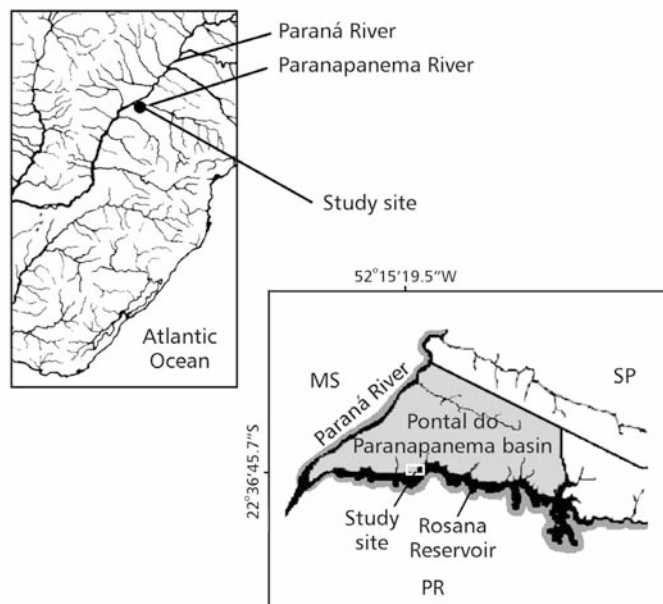 Paraná River
Paranapanema River
Study site
Atlantic
Ocean
52°15'19.5"W
22°36'45.7"S
MS
SP
Paraná River
Pontal do
Paranapanema basin
Study
site
Rosana
Reservoir
PR